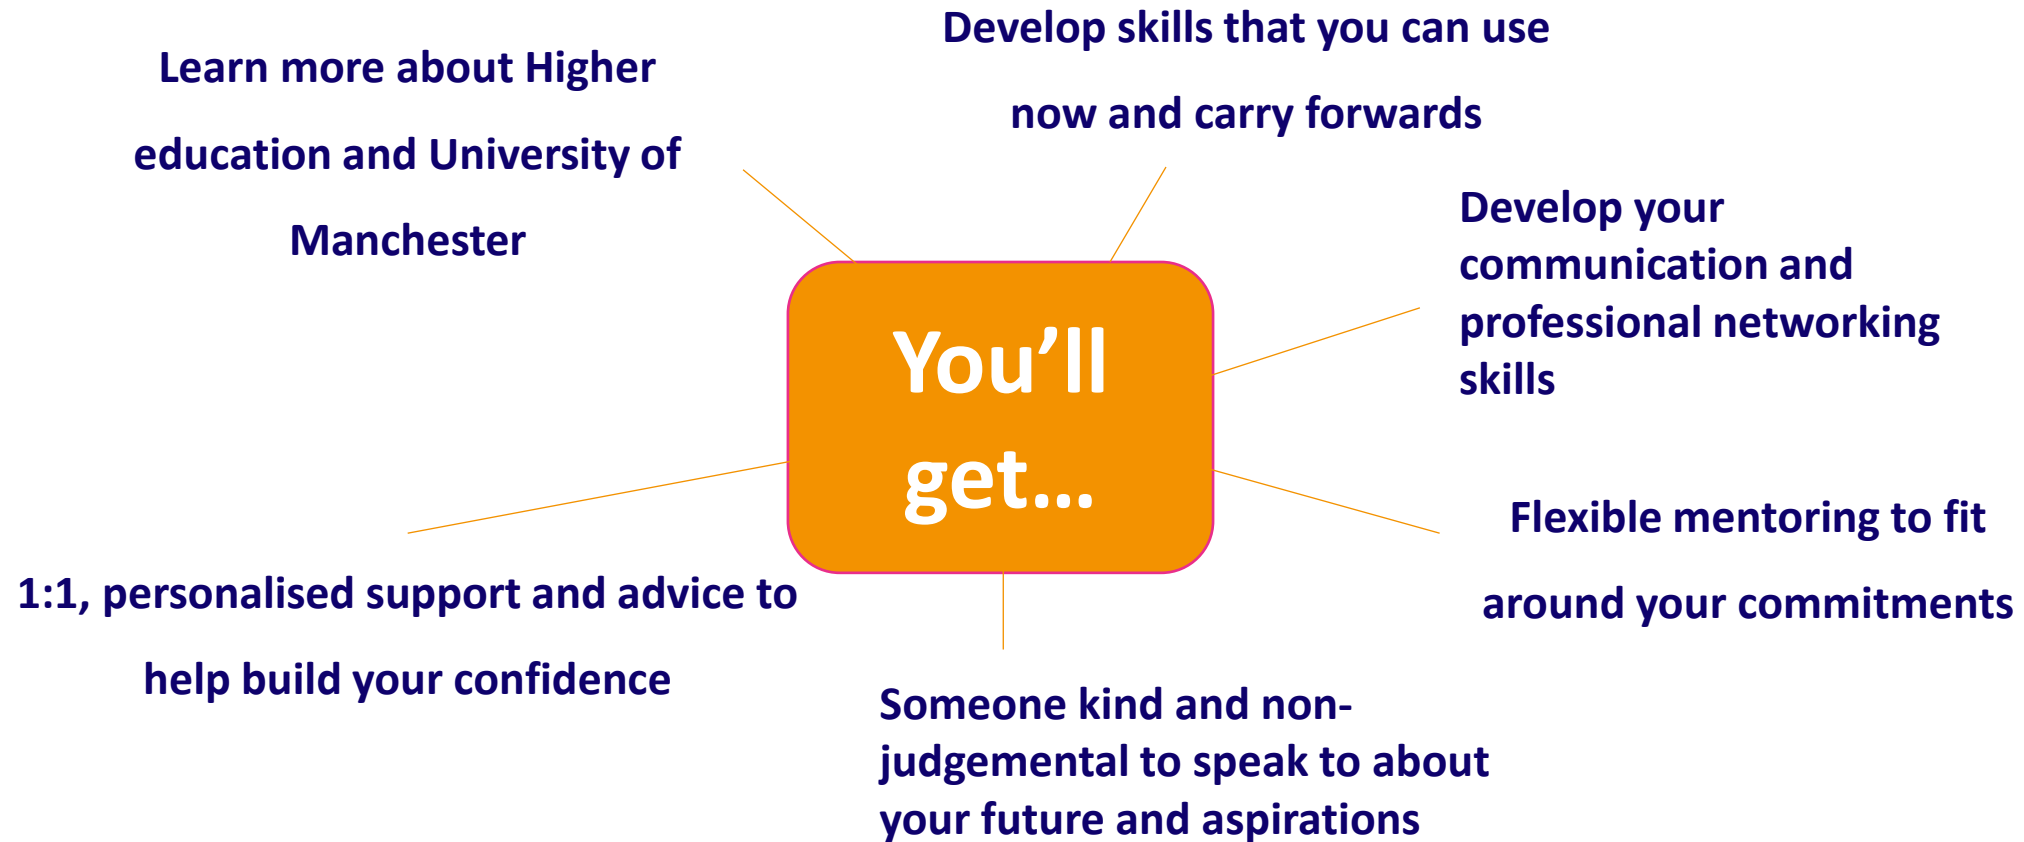 Learn more about Higher
education and University of
Manchester
Develop skills that you can use
now and carry forwards
Develop your
communication and
professional networking
skills
You’ll
get…
Flexible mentoring to fit
around your commitments
1:1, personalised support and advice to
help build your confidence
Someone kind and non-
judgemental to speak to about
your future and aspirations